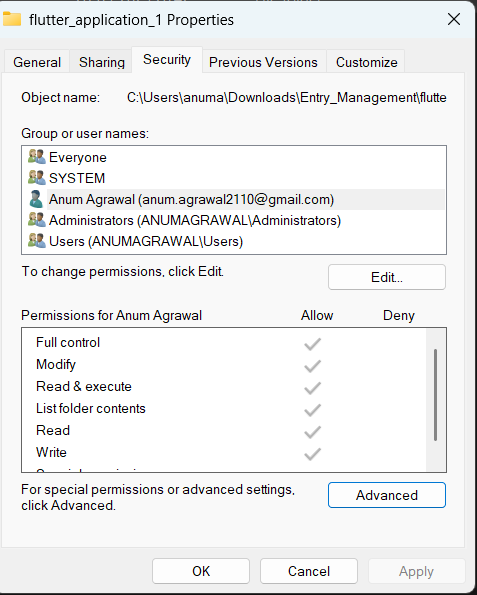 flutter_application_1 Properties
General Sharing Security Previous Versions Customize
Object name: C:\Users\anuma\Downloads\Entry_Management\flutte
Group or user names:
Everyone
SYSTEM
Anum Agrawal (anum.agrawal2110@gmail.com)
Administrators (ANUMAGRAWAL\Administrators)
Users (ANUMAGRAWAL\Users)
To change permissions, click Edit.
Edit...
Permissions for Anum Agrawal Allow Deny
Full control
Modify
Read & execute
List folder contents
Read
Write
For special permissions or advanced settings,
click Advanced.
Advanced
OK Cancel Apply